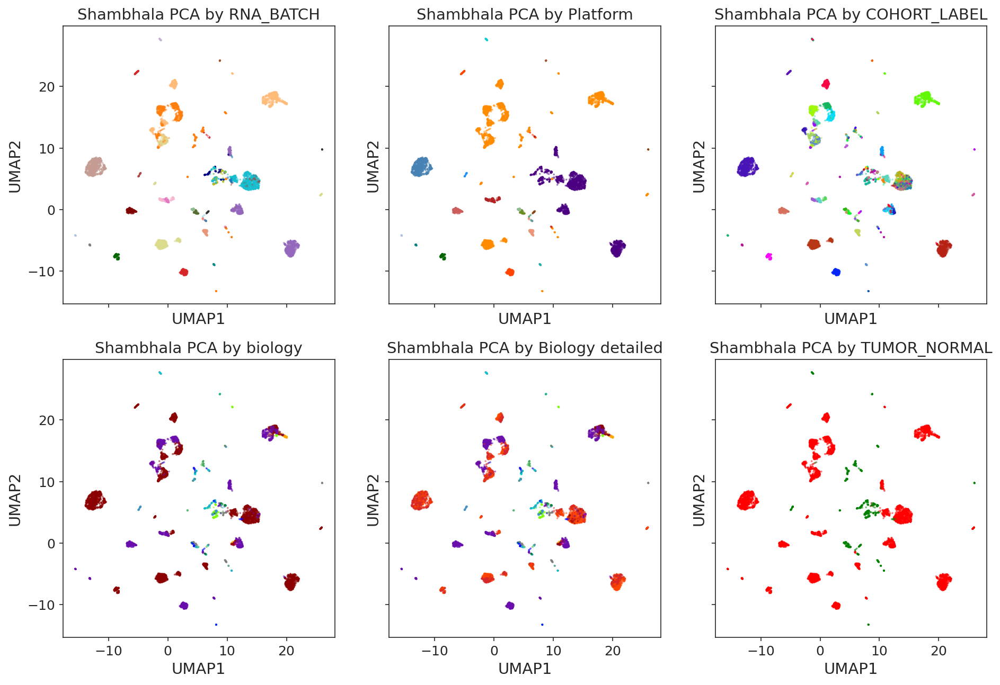 Shambhala PCA by RNA_BATCH
Shambhala PCA by Platform
Shambhala PCA by COHORT_LABEL
20
10
0
−10
UMAP2
UMAP2
UMAP2
UMAP1
UMAP1
UMAP1
Shambhala PCA by biology
Shambhala PCA by Biology detailed
Shambhala PCA by TUMOR_NORMAL
20
10
0
−10
UMAP2
UMAP2
UMAP2
−10 0 10 20
−10 0 10 20
−10 0 10 20
UMAP1
UMAP1
UMAP1